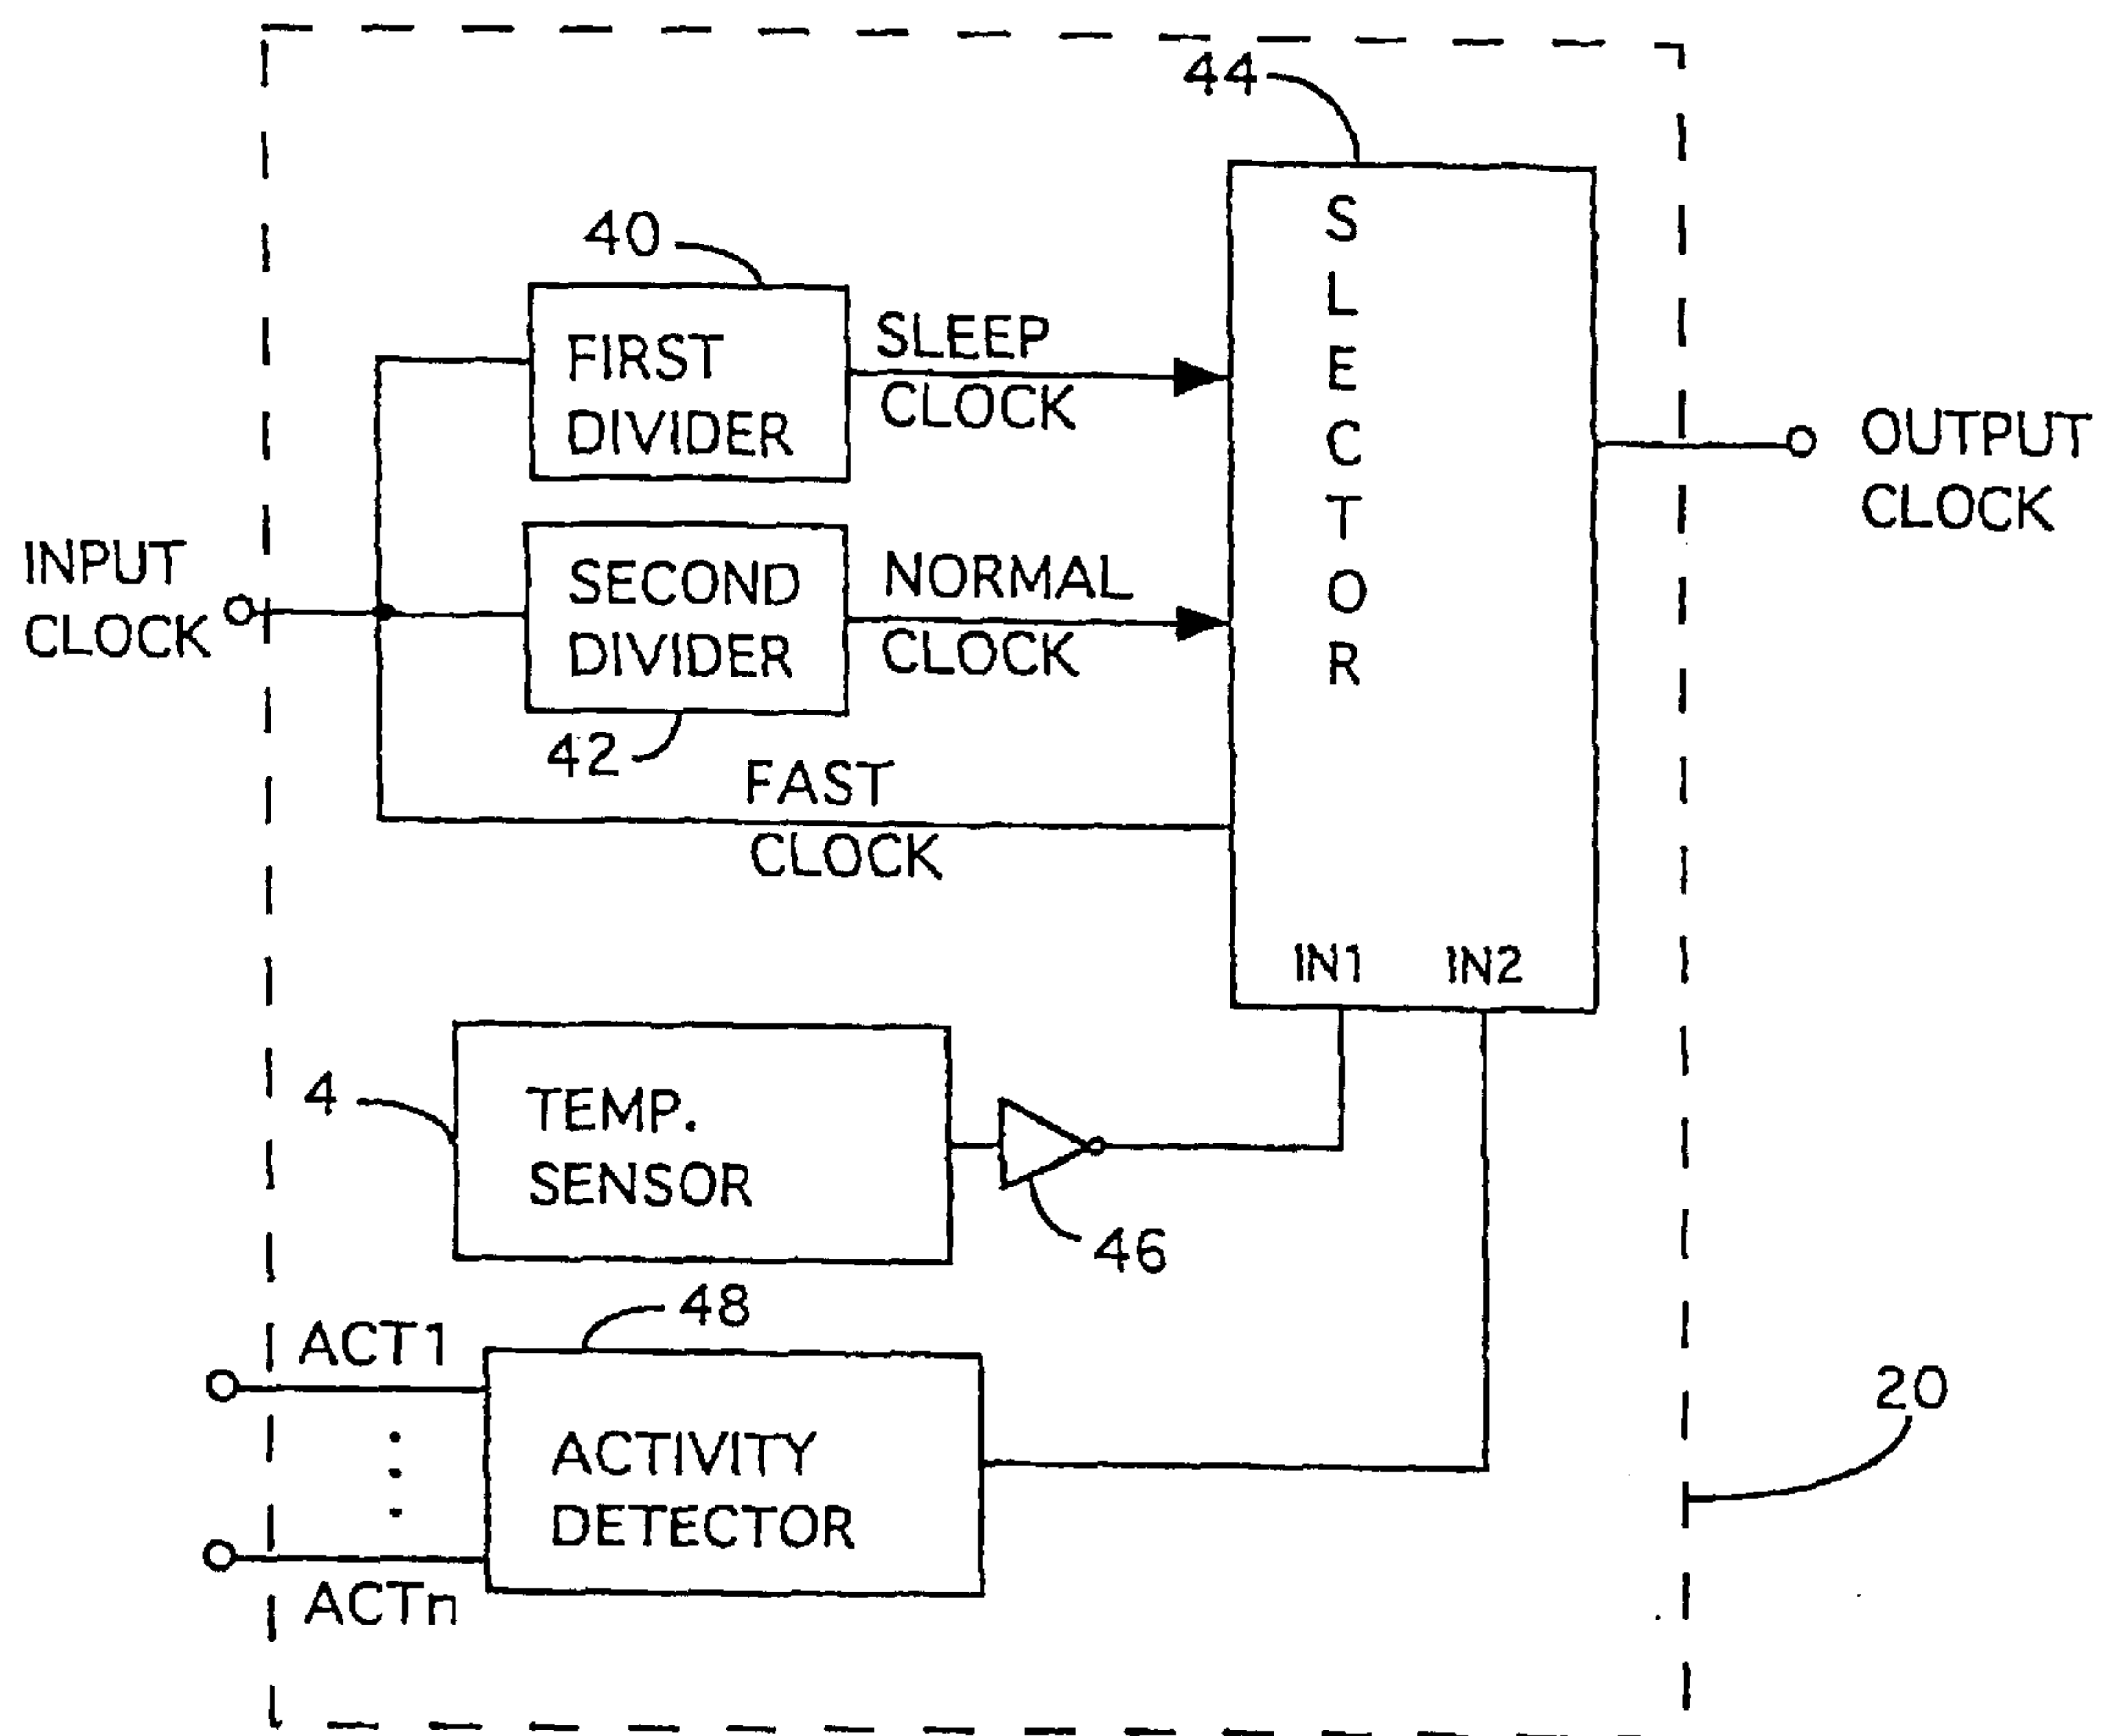 44
40
FIRST
DIVIDER
SLEEP
CLOCK
SLECTOR
OUTPUT
CLOCK
INPUT
CLOCK
SECOND
DIVIDER
NORMAL
CLOCK
42
FAST
CLOCK
IN1 IN2
4
TEMP.
SENSOR
46
48
ACT1
ACTIVITY
DETECTOR
ACTn
20